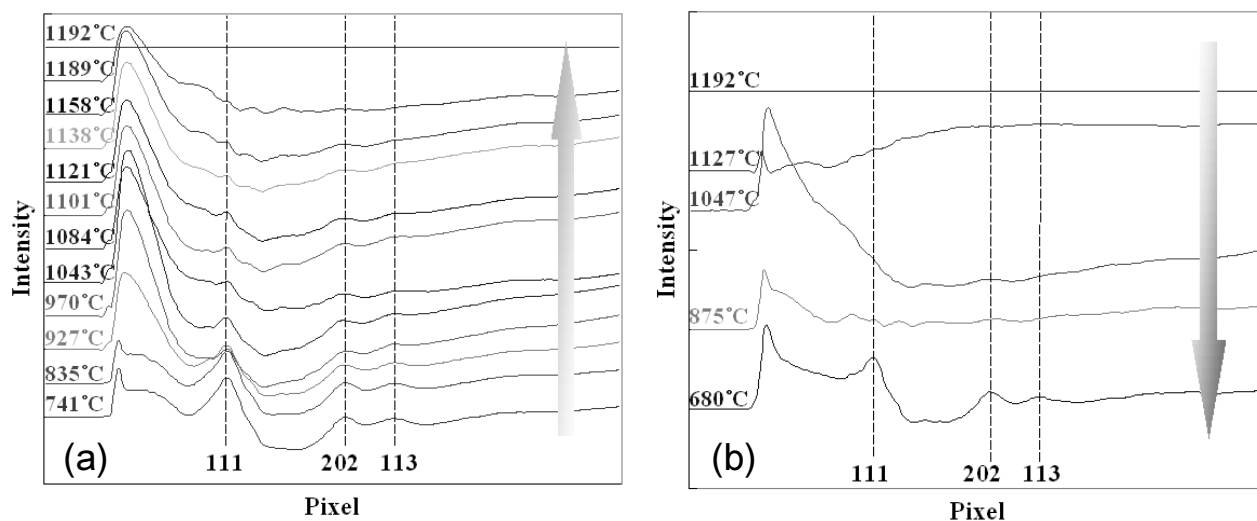 1192°C
1189°C
1158°C
1138°C
1121°C
1101°C
1084°C
1043°C
970°C
927°C
835°C
741°C
(a)
111 202 113
Pixel
Intensity
1192°C
1127°C
1047°C
875°C
680°C
(b)
111 202 113
Pixel
Intensity